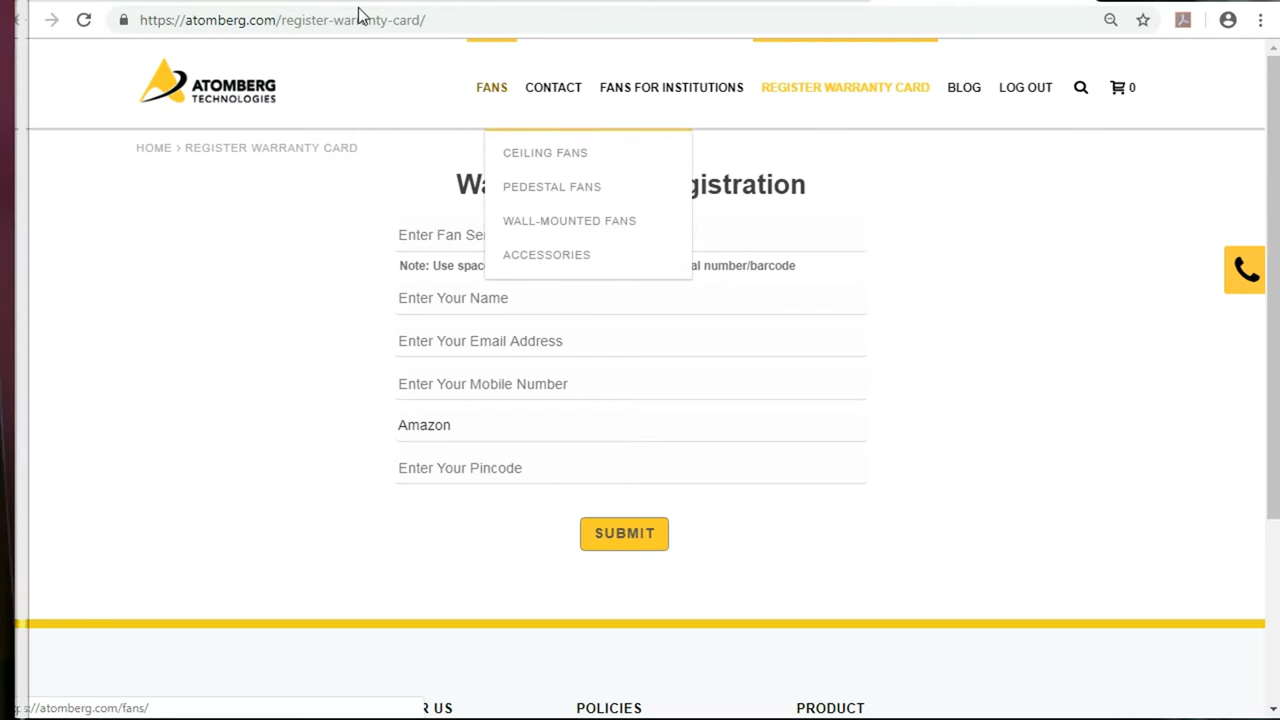 https://atomberg.com/register-warranty-card/
ATOMBERG
TECHNOLOGIES
FANS CONTACT FANS FOR INSTITUTIONS REGISTER WARRANTY CARD BLOG LOG OUT 0
HOME > REGISTER WARRANTY CARD
CEILING FANS
PEDESTAL FANS
WALL-MOUNTED FANS
ACCESSORIES
Wa gistration
Enter Fan Se
Note: Use spac al number/barcode
Enter Your Name
Enter Your Email Address
Enter Your Mobile Number
Amazon
Enter Your Pincode
SUBMIT
ps://atomberg.com/fans/
R US POLICIES PRODUCT